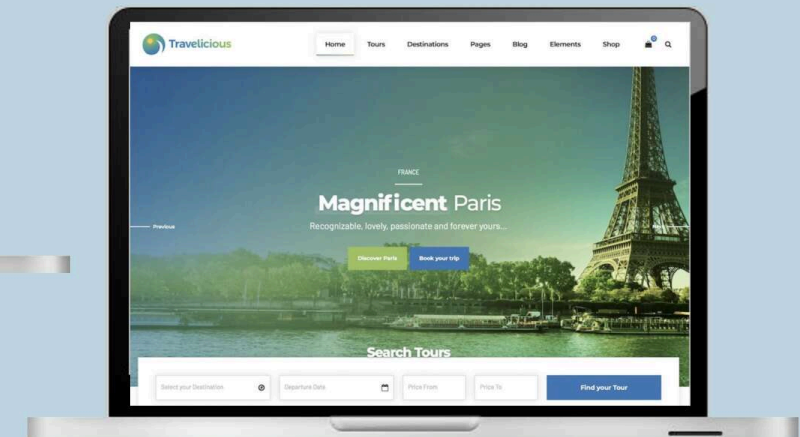 Travelicious
Home Tours Destinations Pages Blog Elements Shop 0
FRANCE
Magnificent Paris
Recognizable, lovely, passionate and forever yours...
Previous
Discover Paris Book your trip
Search Tours
Select your Destination Departure Date Price From Price To Find your Tour